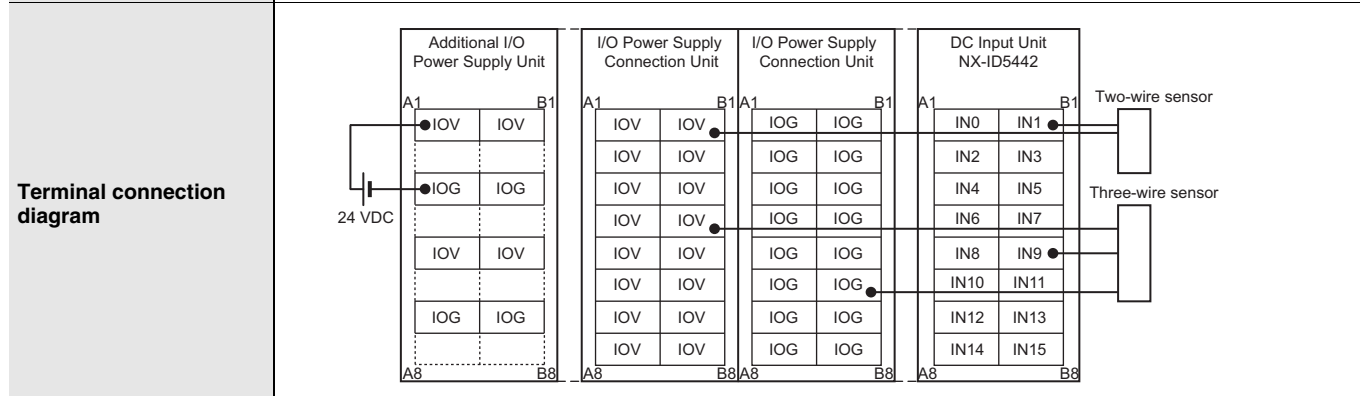 Terminal connection
diagram
Additional I/O
Power Supply Unit
I/O Power Supply
Connection Unit
I/O Power Supply
Connection Unit
DC Input Unit
NX-ID5442
Two-wire sensor
Three-wire sensor
24 VDC
A1 B1 A1 B1 A1 B1 A1 B1
IOV IOV IOV IOV IOG IOG IN0 IN1
IOV IOV IOG IOG IN2 IN3
IOG IOG IOV IOV IOG IOG IN4 IN5
IOV IOV IOG IOG IN6 IN7
IOV IOV IOV IOV IOG IOG IN8 IN9
IOV IOV IOG IOG IN10 IN11
IOG IOG IOV IOV IOG IOG IN12 IN13
IOV IOV IOG IOG IN14 IN15
A8 B8 A8 B8 A8 B8 A8 B8